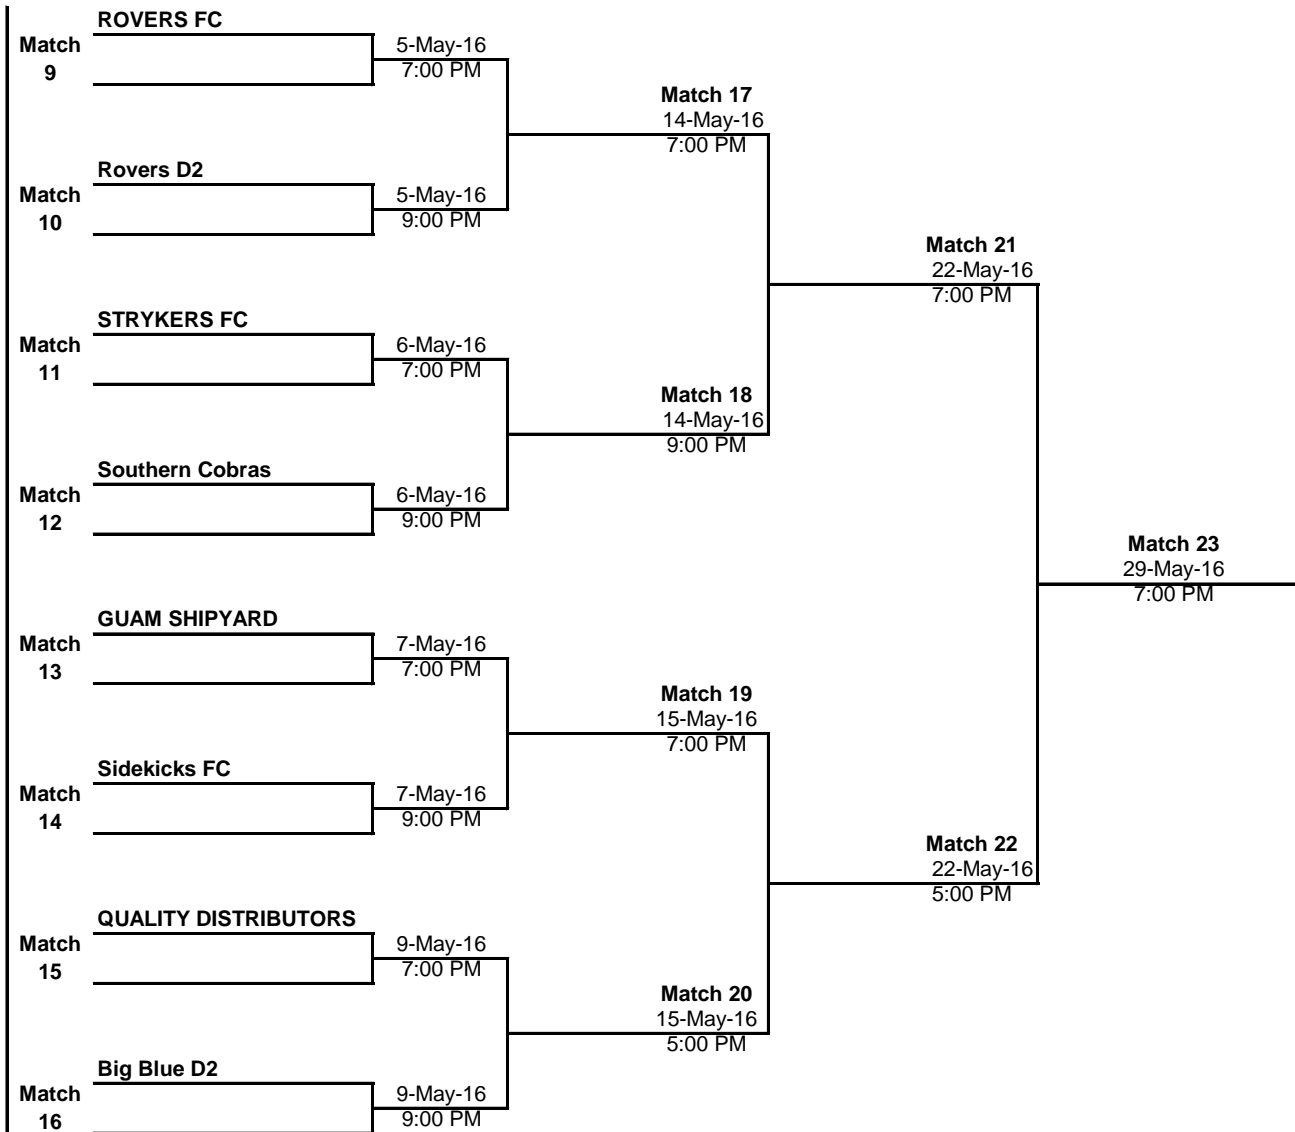 ROVERS FC
Match
9
5-May-16
7:00 PM
Match 17
14-May-16
7:00 PM
Rovers D2
Match
10
5-May-16
9:00 PM
Match 21
22-May-16
7:00 PM
STRYKERS FC
Match
11
6-May-16
7:00 PM
Match 18
14-May-16
9:00 PM
Southern Cobras
Match
12
6-May-16
9:00 PM
Match 23
29-May-16
7:00 PM
GUAM SHIPYARD
Match
13
7-May-16
7:00 PM
Match 19
15-May-16
7:00 PM
Sidekicks FC
Match
14
7-May-16
9:00 PM
Match 22
22-May-16
5:00 PM
QUALITY DISTRIBUTORS
Match
15
9-May-16
7:00 PM
Match 20
15-May-16
5:00 PM
Big Blue D2
Match
16
9-May-16
9:00 PM